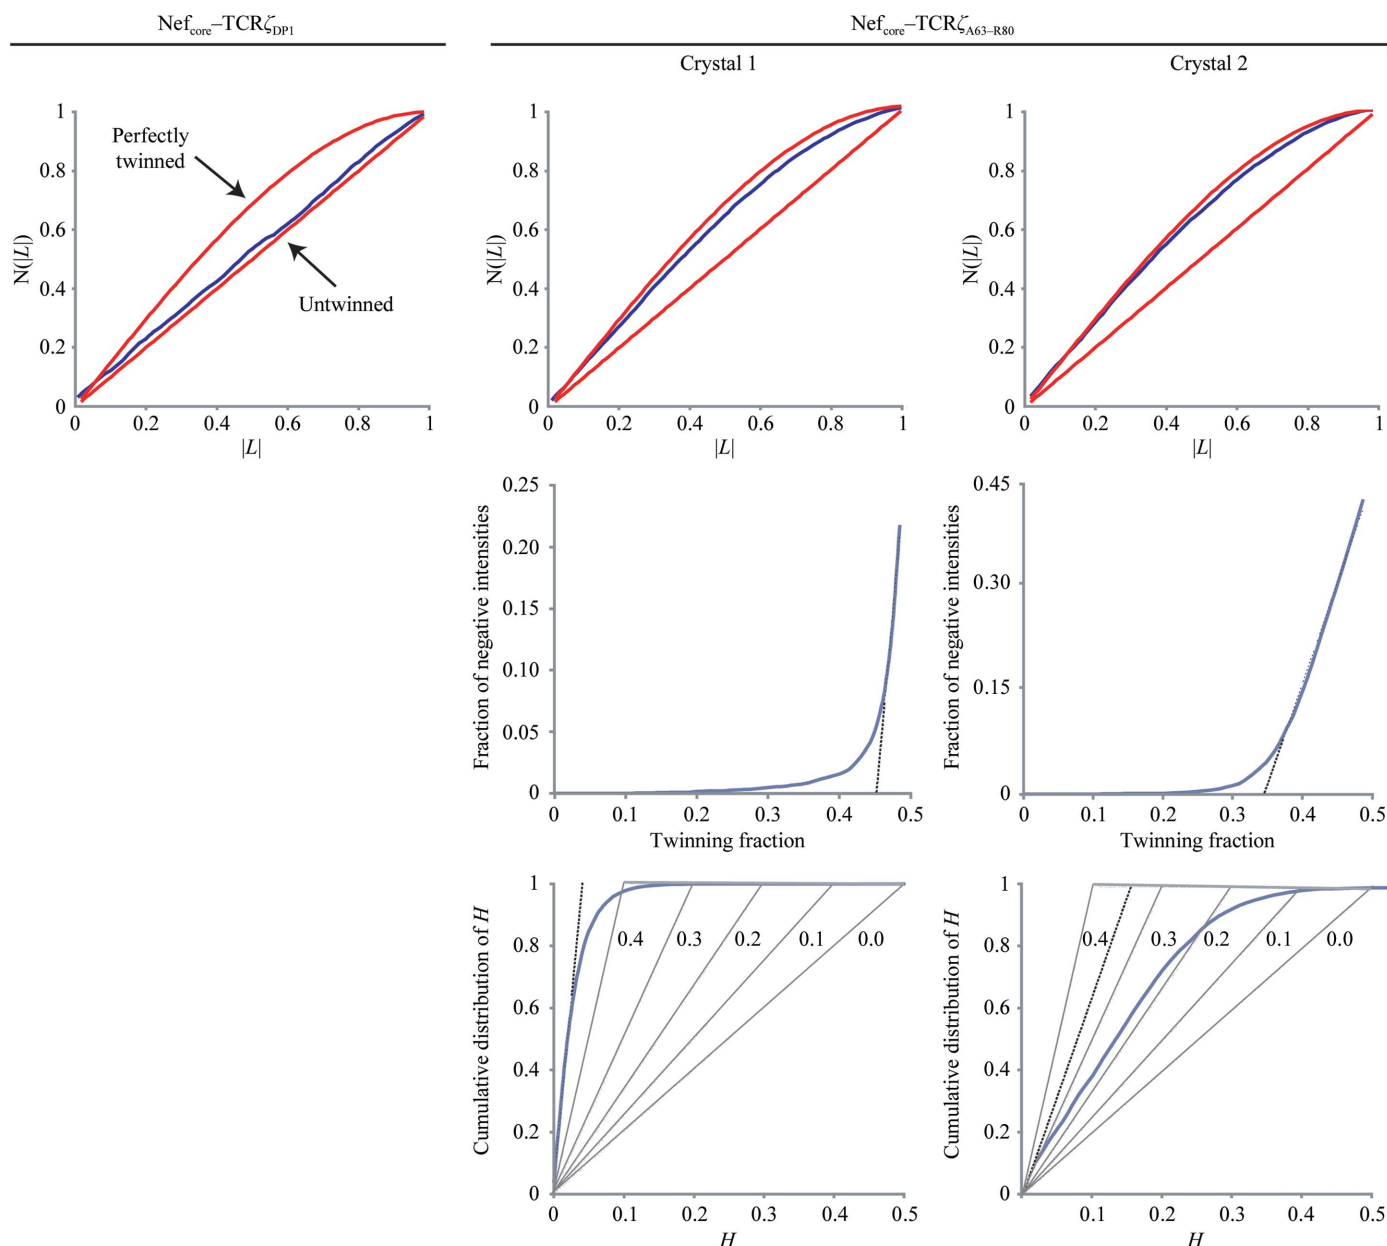 Nef_core–TCRζ_DP1
Nef_core–TCRζ_A63–R80
Crystal 1
Crystal 2
N(|L|)
1
0.8
0.6
0.4
0.2
0
Perfectly
twinned
Untwinned
0 0.2 0.4 0.6 0.8 1
|L|
N(|L|)
1
0.8
0.6
0.4
0.2
0
0 0.2 0.4 0.6 0.8 1
|L|
N(|L|)
1
0.8
0.6
0.4
0.2
0
0 0.2 0.4 0.6 0.8 1
|L|
Fraction of negative intensities
0.25
0.20
0.15
0.10
0.05
0
0 0.1 0.2 0.3 0.4 0.5
Twinning fraction
Fraction of negative intensities
0.45
0.30
0.15
0
0 0.1 0.2 0.3 0.4 0.5
Twinning fraction
Cumulative distribution of H
1
0.8
0.6
0.4
0.2
0
0.4 0.3 0.2 0.1 0.0
0 0.1 0.2 0.3 0.4 0.5
H
Cumulative distribution of H
1
0.8
0.6
0.4
0.2
0
0.4 0.3 0.2 0.1 0.0
0 0.1 0.2 0.3 0.4 0.5
H